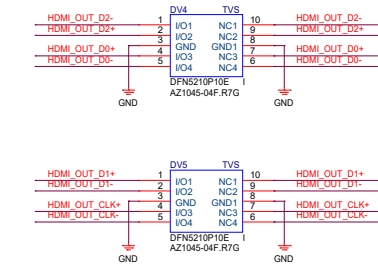 DV4 TVS
HDMI_OUT_D2- 1 I/O1 NC1 10 HDMI_OUT_D2-
HDMI_OUT_D2+ 2 I/O2 NC2 9 HDMI_OUT_D2+
3 GND GND1 8
HDMI_OUT_D0+ 4 I/O3 NC3 7 HDMI_OUT_D0+
HDMI_OUT_D0- 5 I/O4 NC4 6 HDMI_OUT_D0-
DFN5210P10E I
AZ1045-04F.R7G
GND GND
DV5 TVS
HDMI_OUT_D1+ 1 I/O1 NC1 10 HDMI_OUT_D1+
HDMI_OUT_D1- 2 I/O2 NC2 9 HDMI_OUT_D1-
3 GND GND1 8
HDMI_OUT_CLK+ 4 I/O3 NC3 7 HDMI_OUT_CLK+
HDMI_OUT_CLK- 5 I/O4 NC4 6 HDMI_OUT_CLK-
DFN5210P10E I
AZ1045-04F.R7G
GND GND